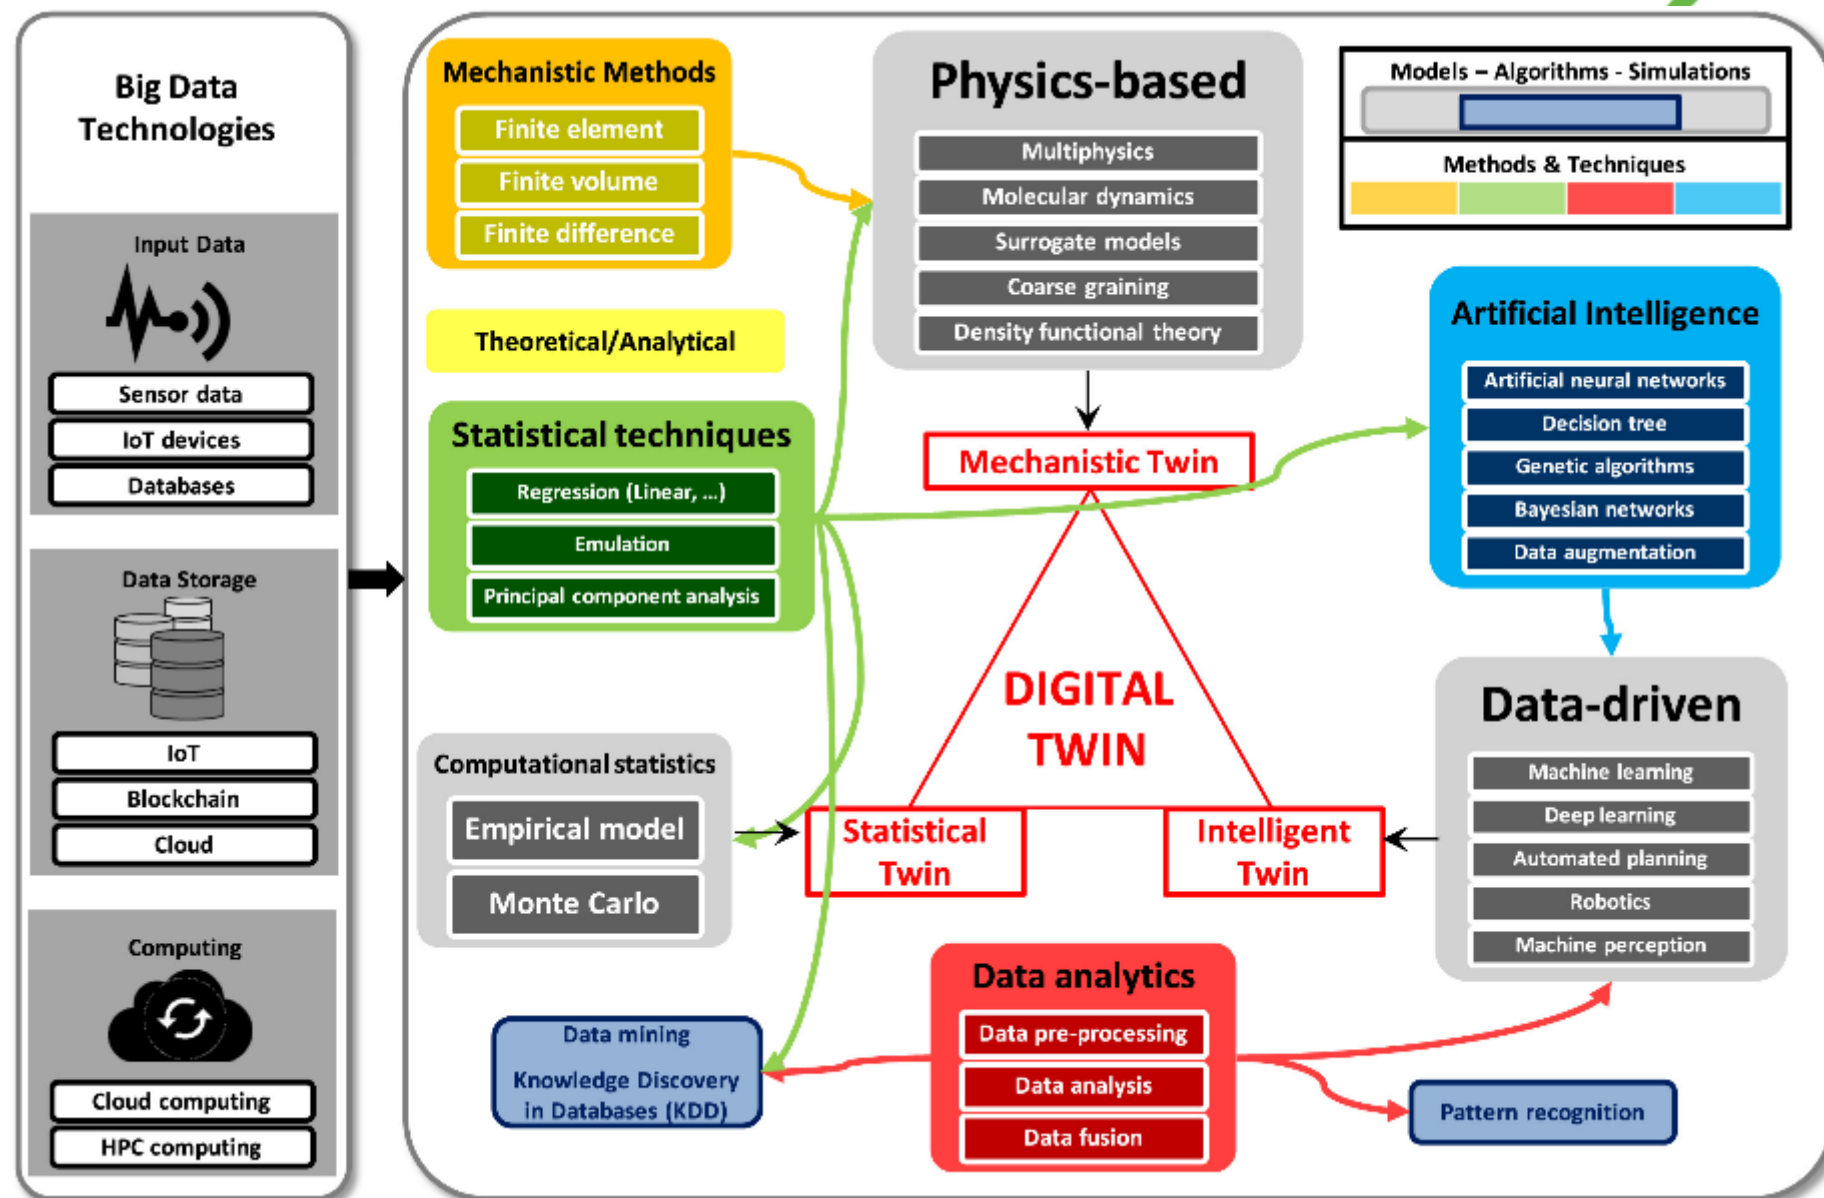 Big Data
Technologies
Input Data
Sensor data
IoT devices
Databases
Data Storage
IoT
Blockchain
Cloud
Computing
Cloud computing
HPC computing
Mechanistic Methods
Finite element
Finite volume
Finite difference
Theoretical/Analytical
Statistical techniques
Regression (Linear, ...)
Emulation
Principal component analysis
Computational statistics
Empirical model
Monte Carlo
Data mining
Knowledge Discovery
in Databases (KDD)
Physics-based
Multiphysics
Molecular dynamics
Surrogate models
Coarse graining
Density functional theory
Mechanistic Twin
DIGITAL
TWIN
Statistical
Twin
Intelligent
Twin
Data analytics
Data pre-processing
Data analysis
Data fusion
Models – Algorithms - Simulations
Methods & Techniques
Artificial Intelligence
Artificial neural networks
Decision tree
Genetic algorithms
Bayesian networks
Data augmentation
Data-driven
Machine learning
Deep learning
Automated planning
Robotics
Machine perception
Pattern recognition